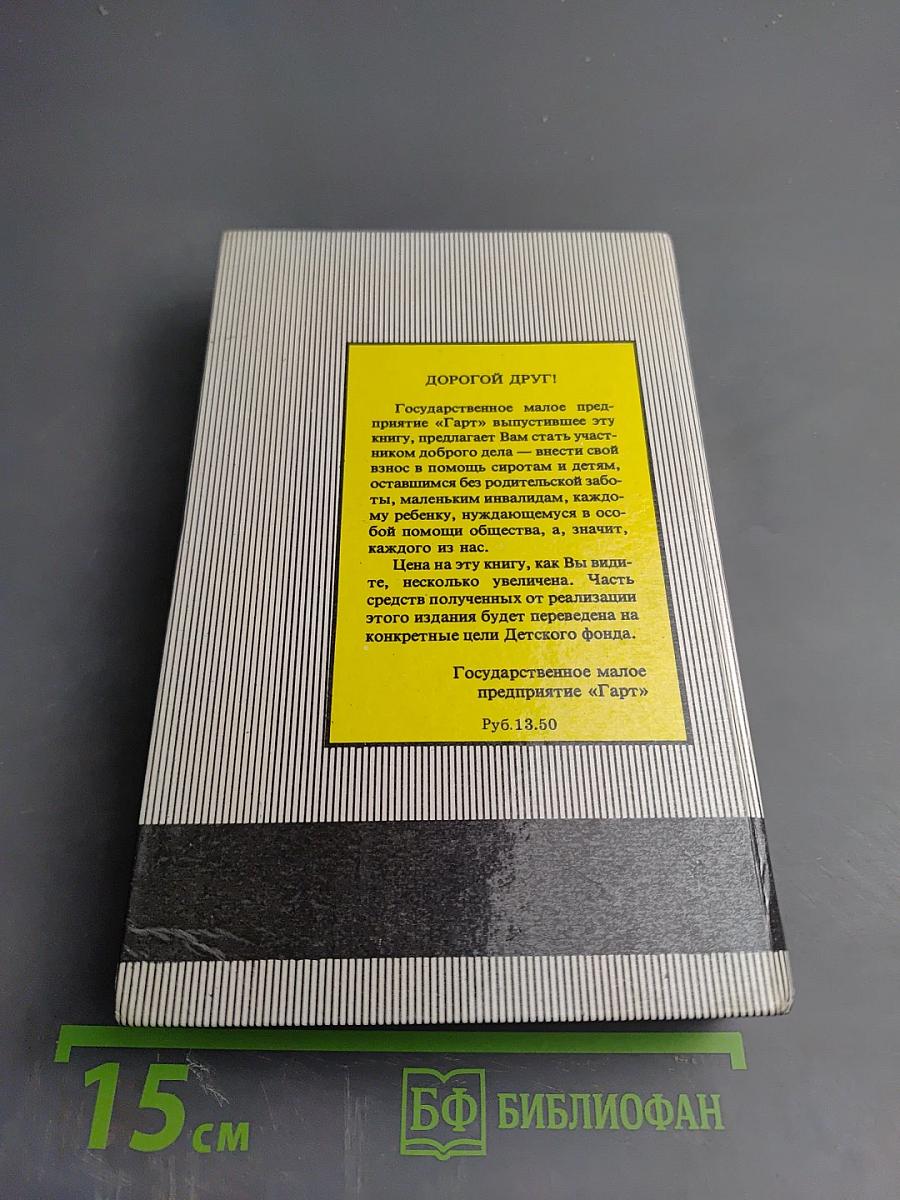 ДОРОГОЙ ДРУГ!
Государственное малое пред-
приятие «Гарт» выпустившее эту
книгу, предлагает Вам стать участ-
ником доброго дела — внести свой
взнос в помощь сиротам и детям,
оставшимся без родительской забо-
ты, маленьким инвалидам, каждо-
му ребенку, нуждающемуся в осо-
бой помощи общества, а, значит,
каждого из нас.
Цена на эту книгу, как Вы види-
те, несколько увеличена. Часть
средств полученных от реализации
этого издания будет переведена на
конкретные цели Детского фонда.
Государственное малое
предприятие «Гарт»
Руб.13.50
15 см
БФ БИБЛИОФАН